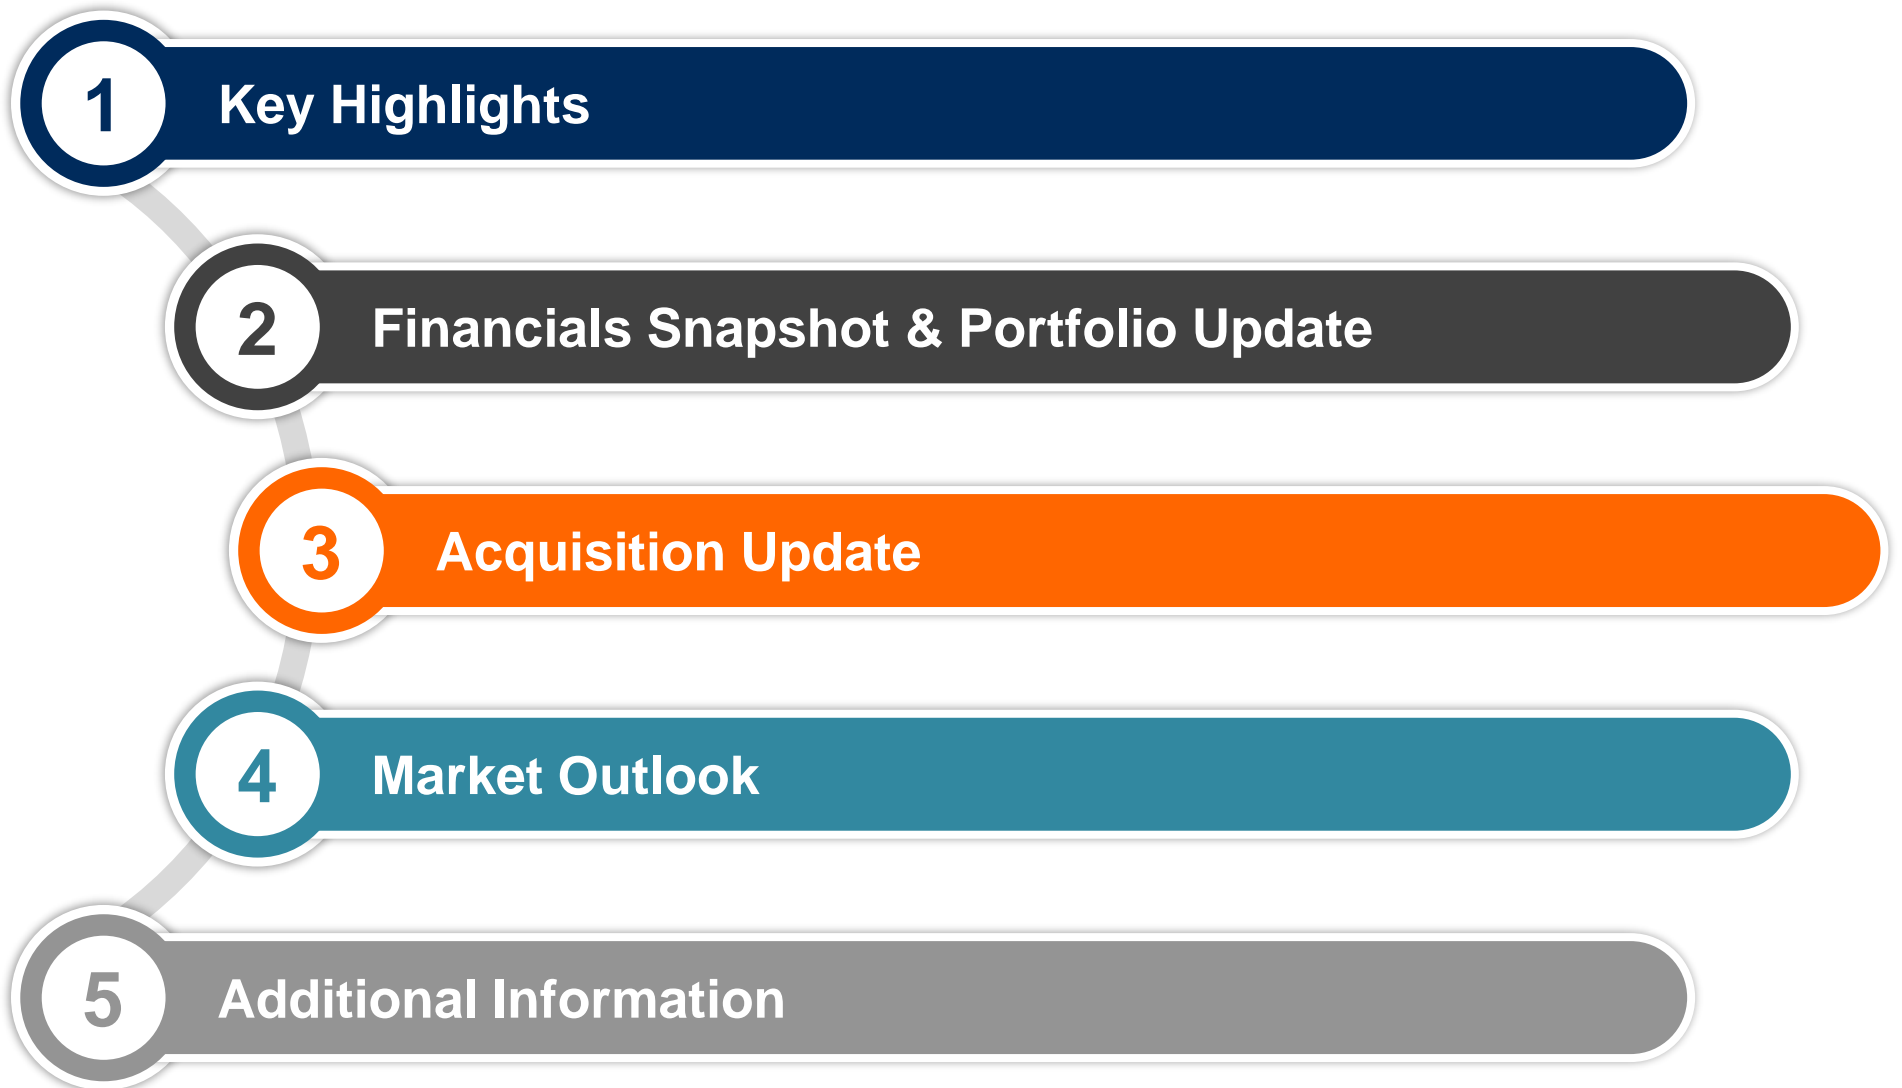 1 Key Highlights
2 Financials Snapshot & Portfolio Update
3 Acquisition Update
4 Market Outlook
5 Additional Information